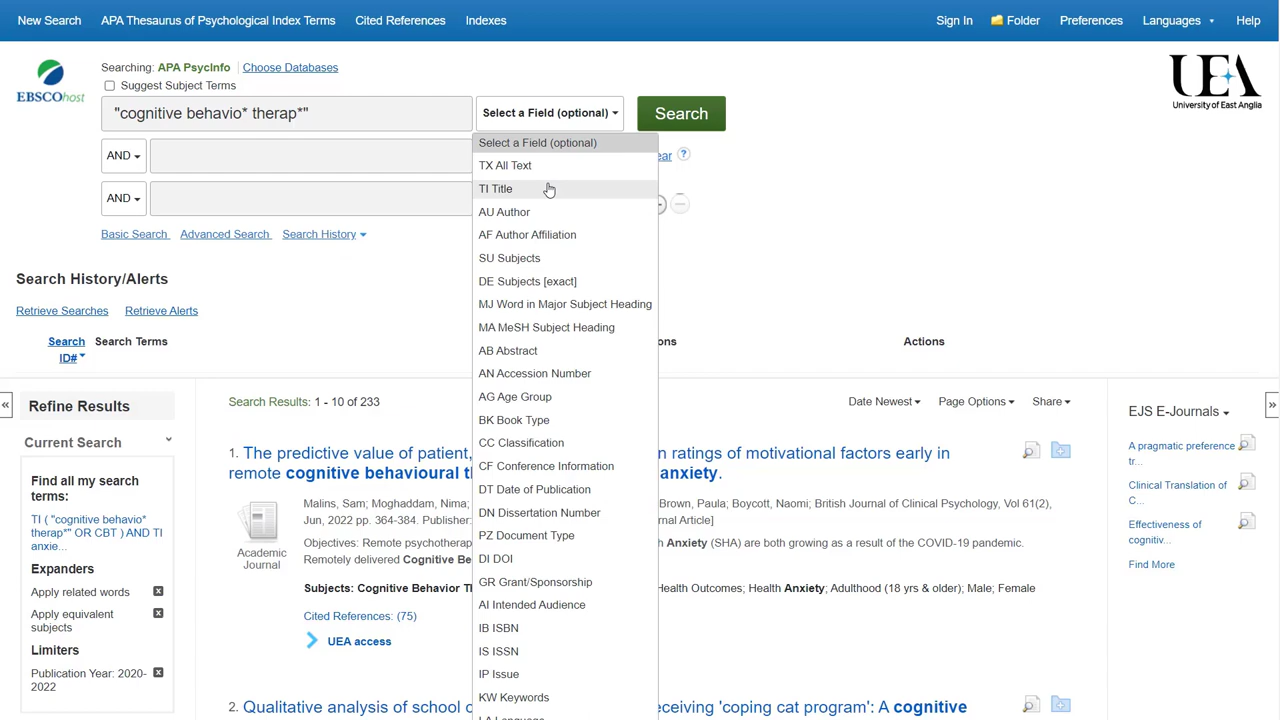 New Search APA Thesaurus of Psychological Index Terms Cited References Indexes Sign In Folder Preferences Languages Help
Searching: APA PsycInfo Choose Databases
Suggest Subject Terms
EBSCOhost
UEA
University of East Anglia
"cognitive behavio* therap*" Select a Field (optional) Search
Select a Field (optional)
AND ear ?
TX All Text
TI Title
AND
AU Author
Basic Search Advanced Search Search History
AF Author Affiliation
SU Subjects
DE Subjects [exact]
MJ Word in Major Subject Heading
MA MeSH Subject Heading
AB Abstract
AN Accession Number
AG Age Group
BK Book Type
CC Classification
CF Conference Information
DT Date of Publication
DN Dissertation Number
PZ Document Type
DI DOI
GR Grant/Sponsorship
AI Intended Audience
IB ISBN
IS ISSN
IP Issue
KW Keywords
LA Language
Search History/Alerts
Retrieve Searches Retrieve Alerts
Search Search Terms ons Actions
ID#
« Refine Results
Current Search
Find all my search
terms:
TI ( "cognitive behavio*
therap*" OR CBT ) AND TI
anxie...
Expanders
Apply related words
Apply equivalent
subjects
Limiters
Publication Year: 2020-
2022
Search Results: 1 - 10 of 233 Date Newest Page Options Share
1. The predictive value of patient, n ratings of motivational factors early in
remote cognitive behavioural t anxiety.
Academic
Journal
Malins, Sam; Moghaddam, Nima; Brown, Paula; Boycott, Naomi; British Journal of Clinical Psychology, Vol 61(2),
Jun, 2022 pp. 364-384. Publisher: nal Article]
Objectives: Remote psychotherap Anxiety (SHA) are both growing as a result of the COVID-19 pandemic.
Remotely delivered Cognitive Be
Subjects: Cognitive Behavior T Health Outcomes; Health Anxiety; Adulthood (18 yrs & older); Male; Female
Cited References: (75)
UEA access
2. Qualitative analysis of school c eceiving 'coping cat program': A cognitive
»
EJS E-Journals
A pragmatic preference
tr...
Clinical Translation of
C...
Effectiveness of
cognitiv...
Find More